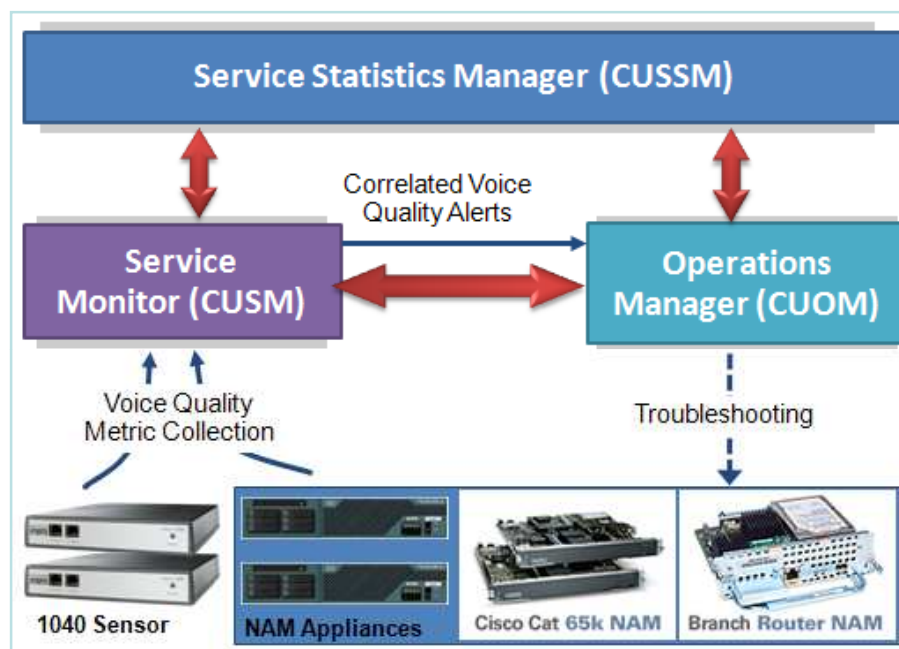 Service Statistics Manager (CUSSM)
Correlated Voice
Quality Alerts
Service
Monitor (CUSM)
Operations
Manager (CUOM)
Voice Quality
Metric Collection
Troubleshooting
1040 Sensor
NAM Appliances
Cisco Cat 65k NAM
Branch Router NAM